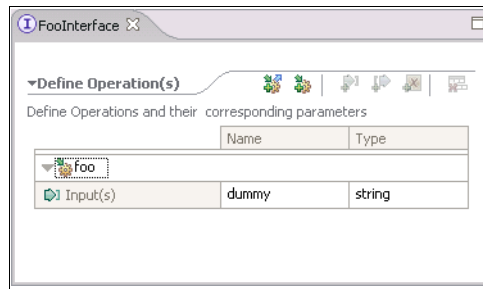 FooInterface
Define Operation(s)
Define Operations and their corresponding parameters
Name Type
foo
Input(s) dummy string